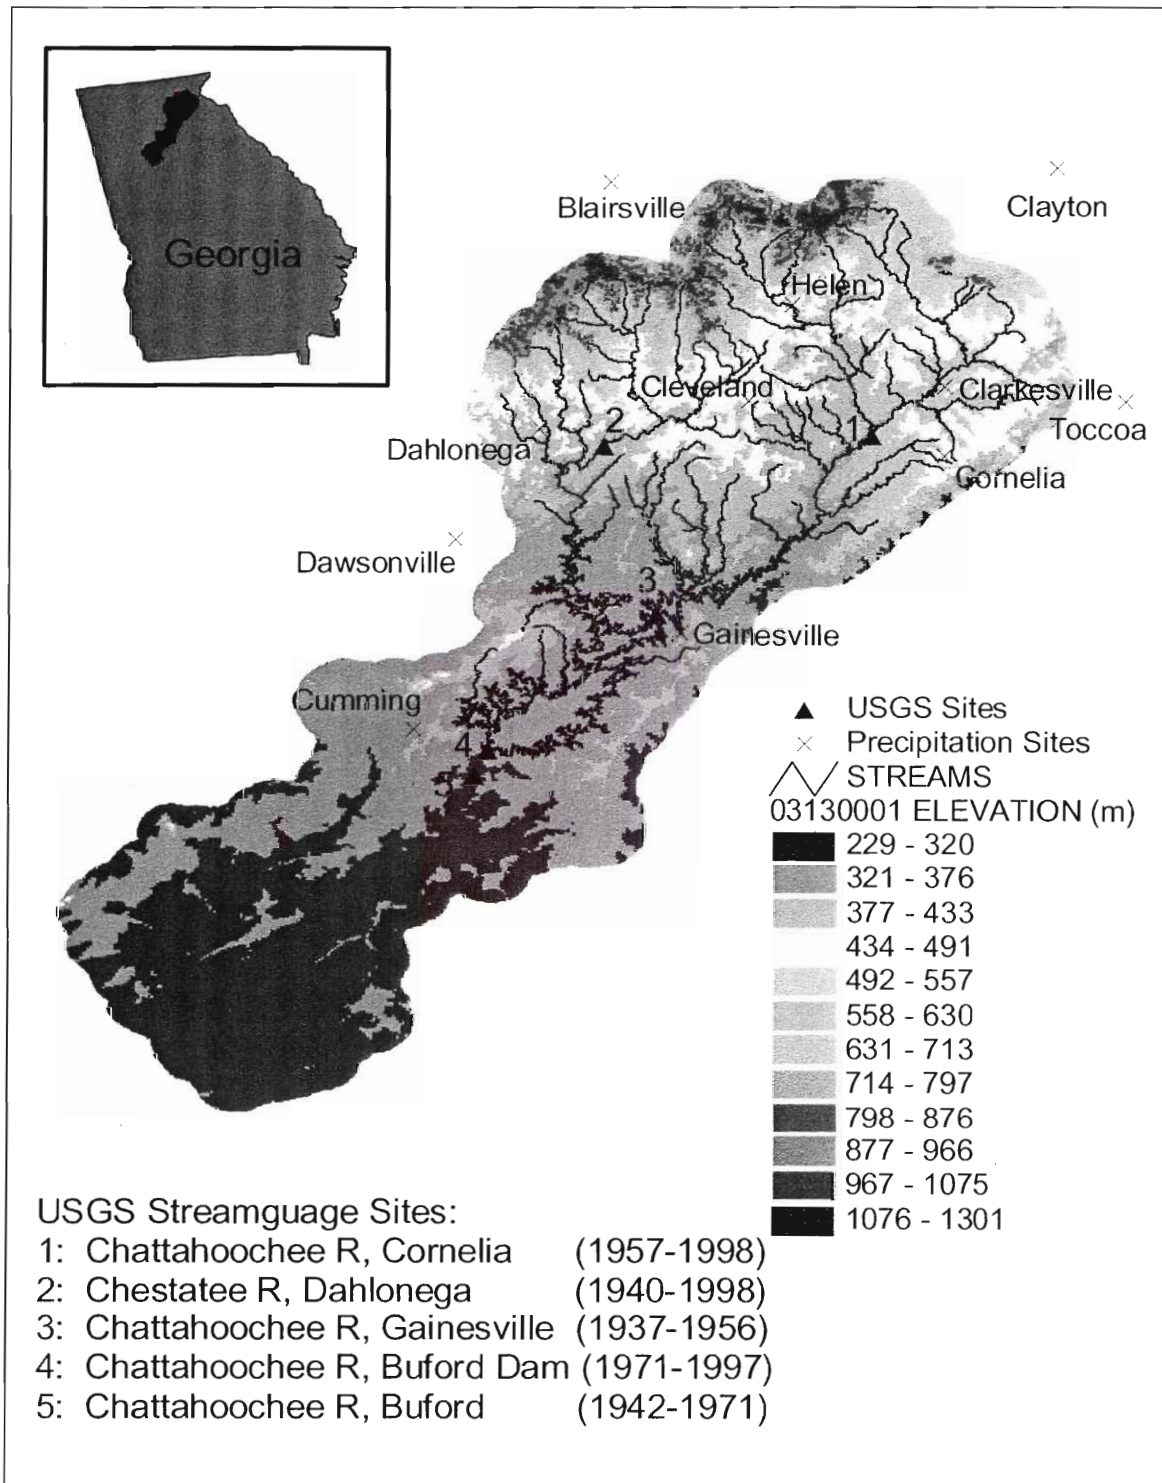 Georgia
Blairsville
Clayton
Helen
Cleveland
Clarkesville
2
1
Toccoa
Dahlonega
Cornelia
Dawsonville
3
Gainesville
Cumming
4
5
USGS Sites
Precipitation Sites
STREAMS
03130001 ELEVATION (m)
229 - 320
321 - 376
377 - 433
434 - 491
492 - 557
558 - 630
631 - 713
714 - 797
798 - 876
877 - 966
967 - 1075
1076 - 1301
USGS Streamguage Sites:
1: Chattahoochee R, Cornelia (1957-1998)
2: Chestatee R, Dahlonega (1940-1998)
3: Chattahoochee R, Gainesville (1937-1956)
4: Chattahoochee R, Buford Dam (1971-1997)
5: Chattahoochee R, Buford (1942-1971)